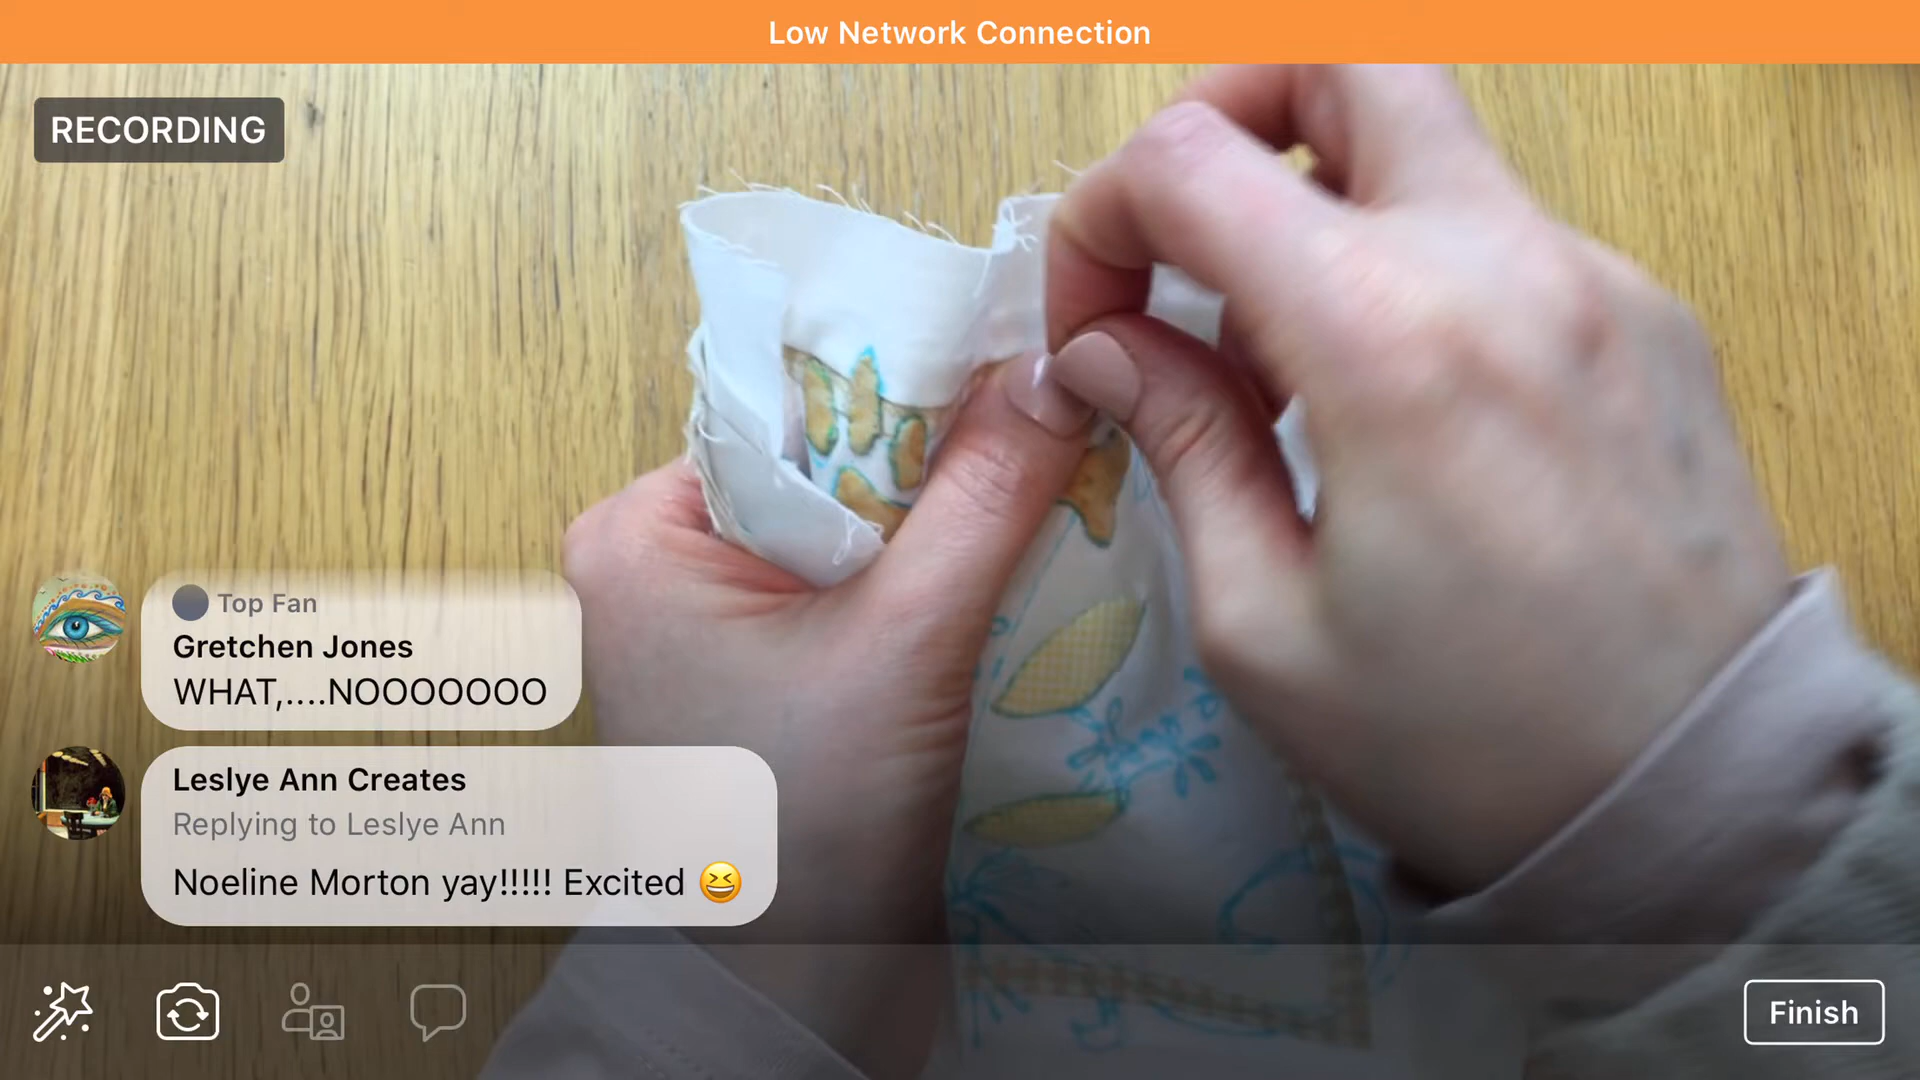 Low Network Connection
RECORDING
Top Fan
Gretchen Jones
WHAT,....NOOOOOOO
Leslye Ann Creates
Replying to Leslye Ann
Noeline Morton yay!!!!! Excited 😆
Finish